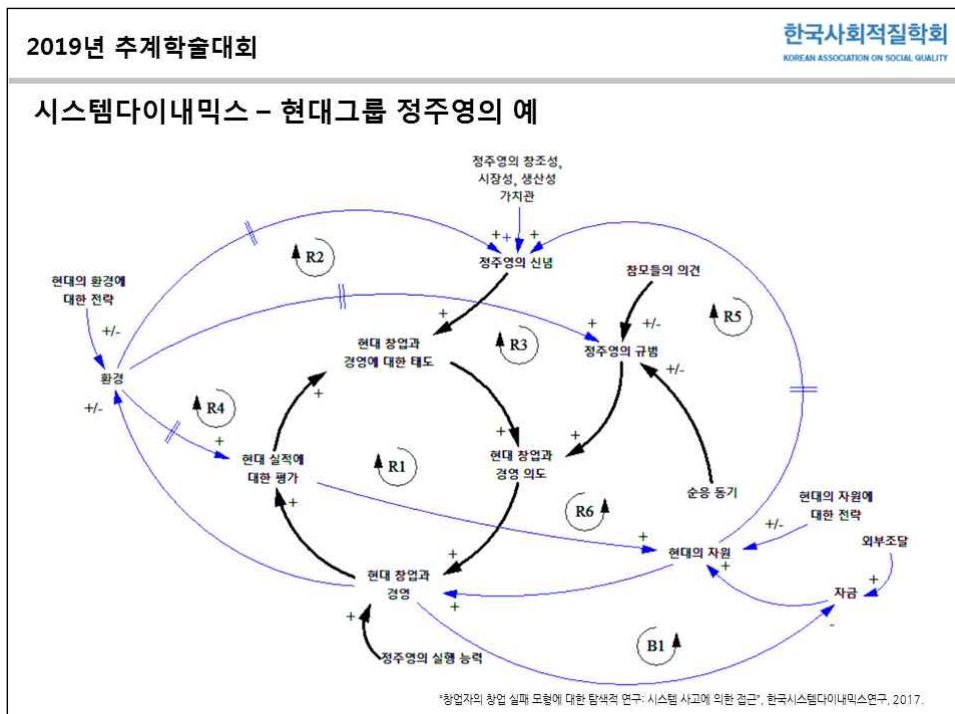 2019년 추계학술대회
한국사회적질학회
KOREAN ASSOCIATION ON SOCIAL QUALITY
시스템다이내믹스 – 현대그룹 정주영의 예
정주영의 창조성,
시장성, 생산성
가치관
+
+
+
정주영의 신념
R2
참모들의 의견
현대의 환경에
대한 전략
R5
+/-
+
+
+/-
R3
현대 창업과
경영에 대한 태도
정주영의 규범
+/-
환경
+/-
+
R4
+
+
+
현대 실적에
대한 평가
R1
현대 창업과
경영 의도
순응 동기
현대의 자원에
대한 전략
+
R6
+/-
+
외부조달
+
현대의 자원
+
현대 창업과
경영
+
+
자금
-
+
B1
정주영의 실행 능력
"창업자의 창업 실패 모형에 대한 탐색적 연구: 시스템 사고에 의한 접근", 한국시스템다이내믹스연구, 2017.